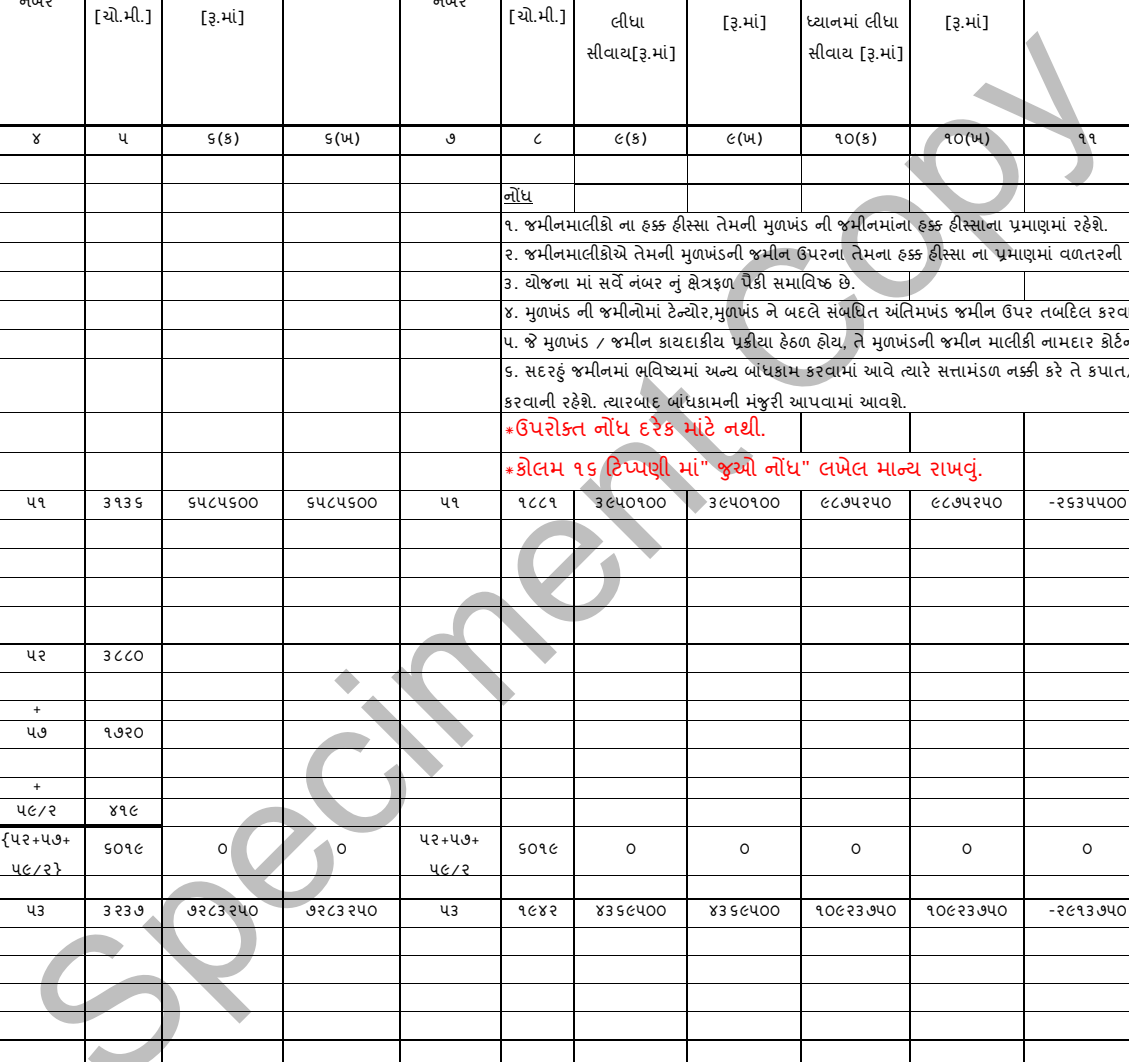 નંબર [ચો.મી.] [રૂ.માં] નંબર [ચો.મી.] લીધા [રૂ.માં] ધ્યાનમાં લીધા [રૂ.માં]
સીવાય[રૂ.માં] સીવાય [રૂ.માં]
૪ ૫ ૬(ક) ૬(ખ) ૭ ૮ ૯(ક) ૯(ખ) ૧૦(ક) ૧૦(ખ) ૧૧
નોંધ
૧. જમીનમાલીકો ના હક્ક હીસ્સા તેમની મુળખંડ ની જમીનમાંના હક્ક હીસ્સાના પ્રમાણમાં રહેશે.
૨. જમીનમાલીકોએ તેમની મુળખંડની જમીન ઉપરના તેમના હક્ક હીસ્સા ના પ્રમાણમાં વળતરની
૩. યોજના માં સર્વે નંબર નું ક્ષેત્રફળ પૈકી સમાવિષ્ઠ છે.
૪. મુળખંડ ની જમીનોમાં ટેન્યોર,મુળખંડ ને બદલે સંબધિત અંતિમખંડ જમીન ઉપર તબદિલ કરવા
૫. જે મુળખંડ / જમીન કાયદાકીય પ્રકીયા હેઠળ હોય, તે મુળખંડની જમીન માલીકી નામદાર કોર્ટન
૬. સદરહું જમીનમાં ભવિષ્યમાં અન્ય બાંધકામ કરવામાં આવે ત્યારે સત્તામંડળ નક્કી કરે તે કપાત/
કરવાની રહેશે. ત્યારબાદ બાંધકામની મંજુરી આપવામાં આવશે.
*ઉપરોક્ત નોંધ દરેક માંટે નથી.
*કોલમ ૧૬ ટિપ્પણી માં" જુઓ નોંધ" લખેલ માન્ય રાખવું.
૫૧ ૩૧૩૬ ૬૫૮૫૬૦૦ ૬૫૮૫૬૦૦ ૫૧ ૧૮૮૧ ૩૯૫૦૧૦૦ ૩૯૫૦૧૦૦ ૯૮૭૫૨૫૦ ૯૮૭૫૨૫૦ -૨૬૩૫૫૦૦
૫૨ ૩૮૮૦
+
૫૭ ૧૭૨૦
+
૫૯/૨ ૪૧૯
{૫૨+૫૭+ ૬૦૧૯ ૦ ૦ ૫૨+૫૭+ ૬૦૧૯ ૦ ૦ ૦ ૦ ૦
૫૯/૨} ૫૯/૨
૫૩ ૩૨૩૭ ૭૨૮૩૨૫૦ ૭૨૮૩૨૫૦ ૫૩ ૧૯૪૨ ૪૩૬૯૫૦૦ ૪૩૬૯૫૦૦ ૧૦૯૨૩૭૫૦ ૧૦૯૨૩૭૫૦ -૨૯૧૩૭૫૦
Speciment Copy